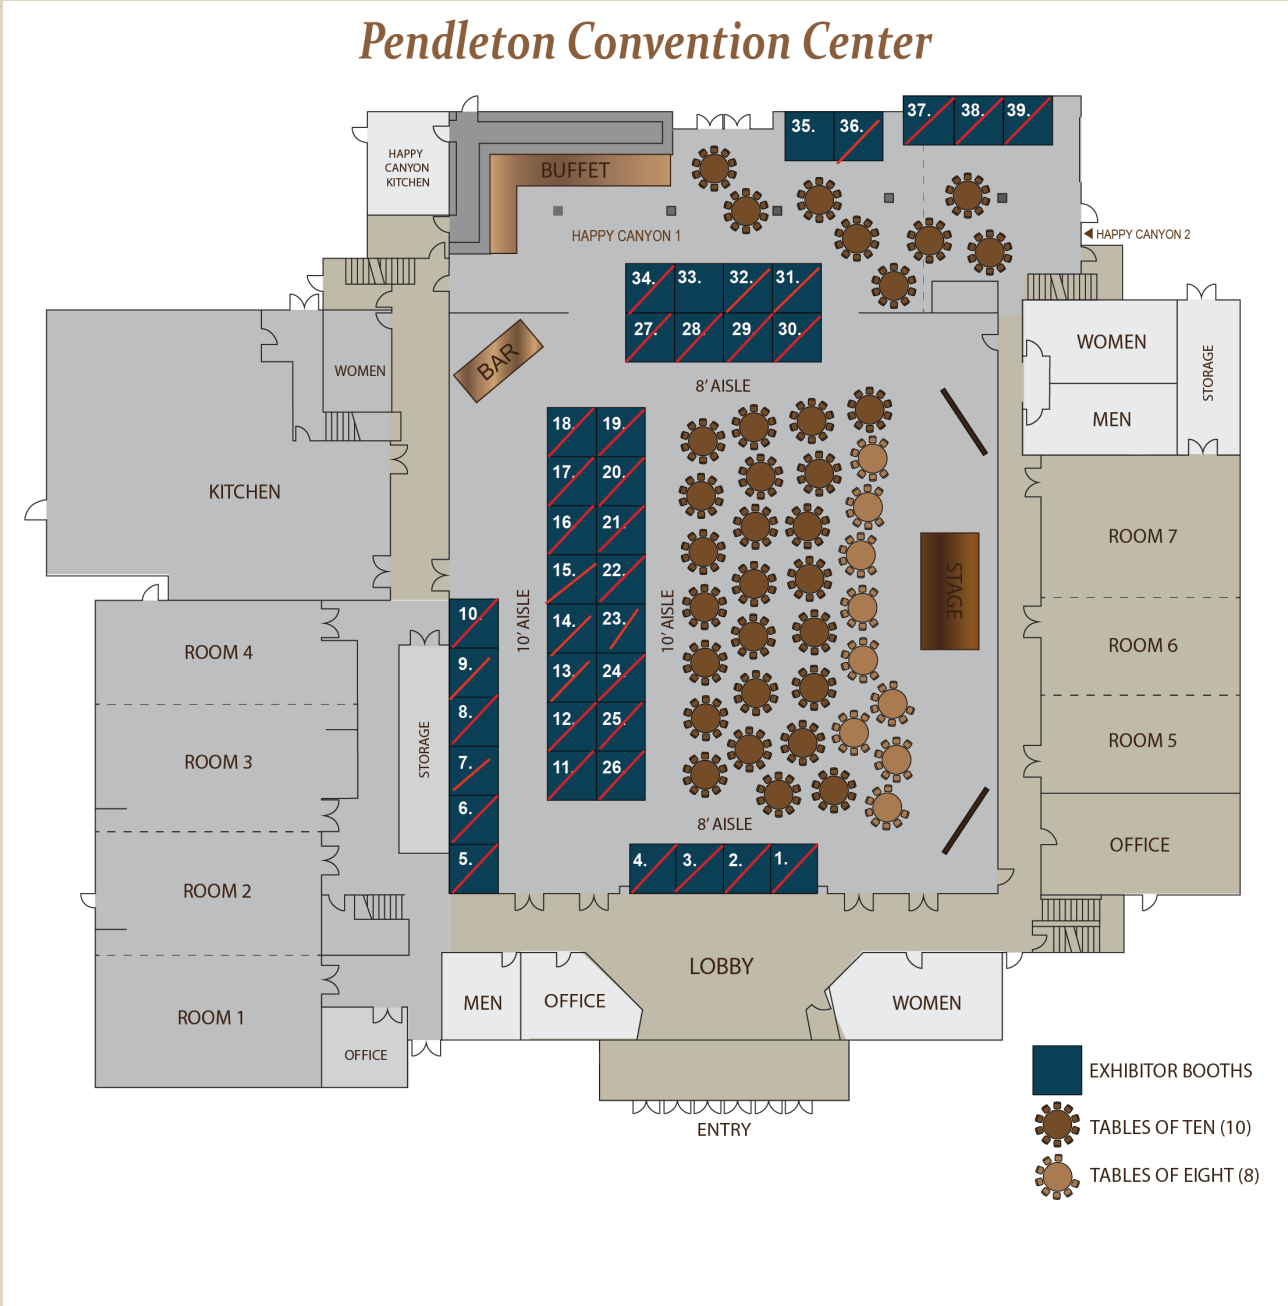 Pendleton Convention Center
37. 38. 39.
35. 36.
HAPPY
CANYON
KITCHEN
BUFFET
HAPPY CANYON 1
HAPPY CANYON 2
34. 33. 32. 31.
27. 28. 29. 30.
BAR
8' AISLE
WOMEN
WOMEN
MEN
STORAGE
KITCHEN
18. 19.
17. 20.
16. 21.
15. 22.
14. 23.
13. 24.
12. 25.
11. 26.
10' AISLE
10' AISLE
STAGE
ROOM 7
ROOM 6
ROOM 5
OFFICE
10.
9.
8.
7.
6.
5.
STORAGE
ROOM 4
ROOM 3
ROOM 2
ROOM 1
OFFICE
8' AISLE
4. 3. 2. 1.
LOBBY
MEN
OFFICE
WOMEN
ENTRY
EXHIBITOR BOOTHS
TABLES OF TEN (10)
TABLES OF EIGHT (8)